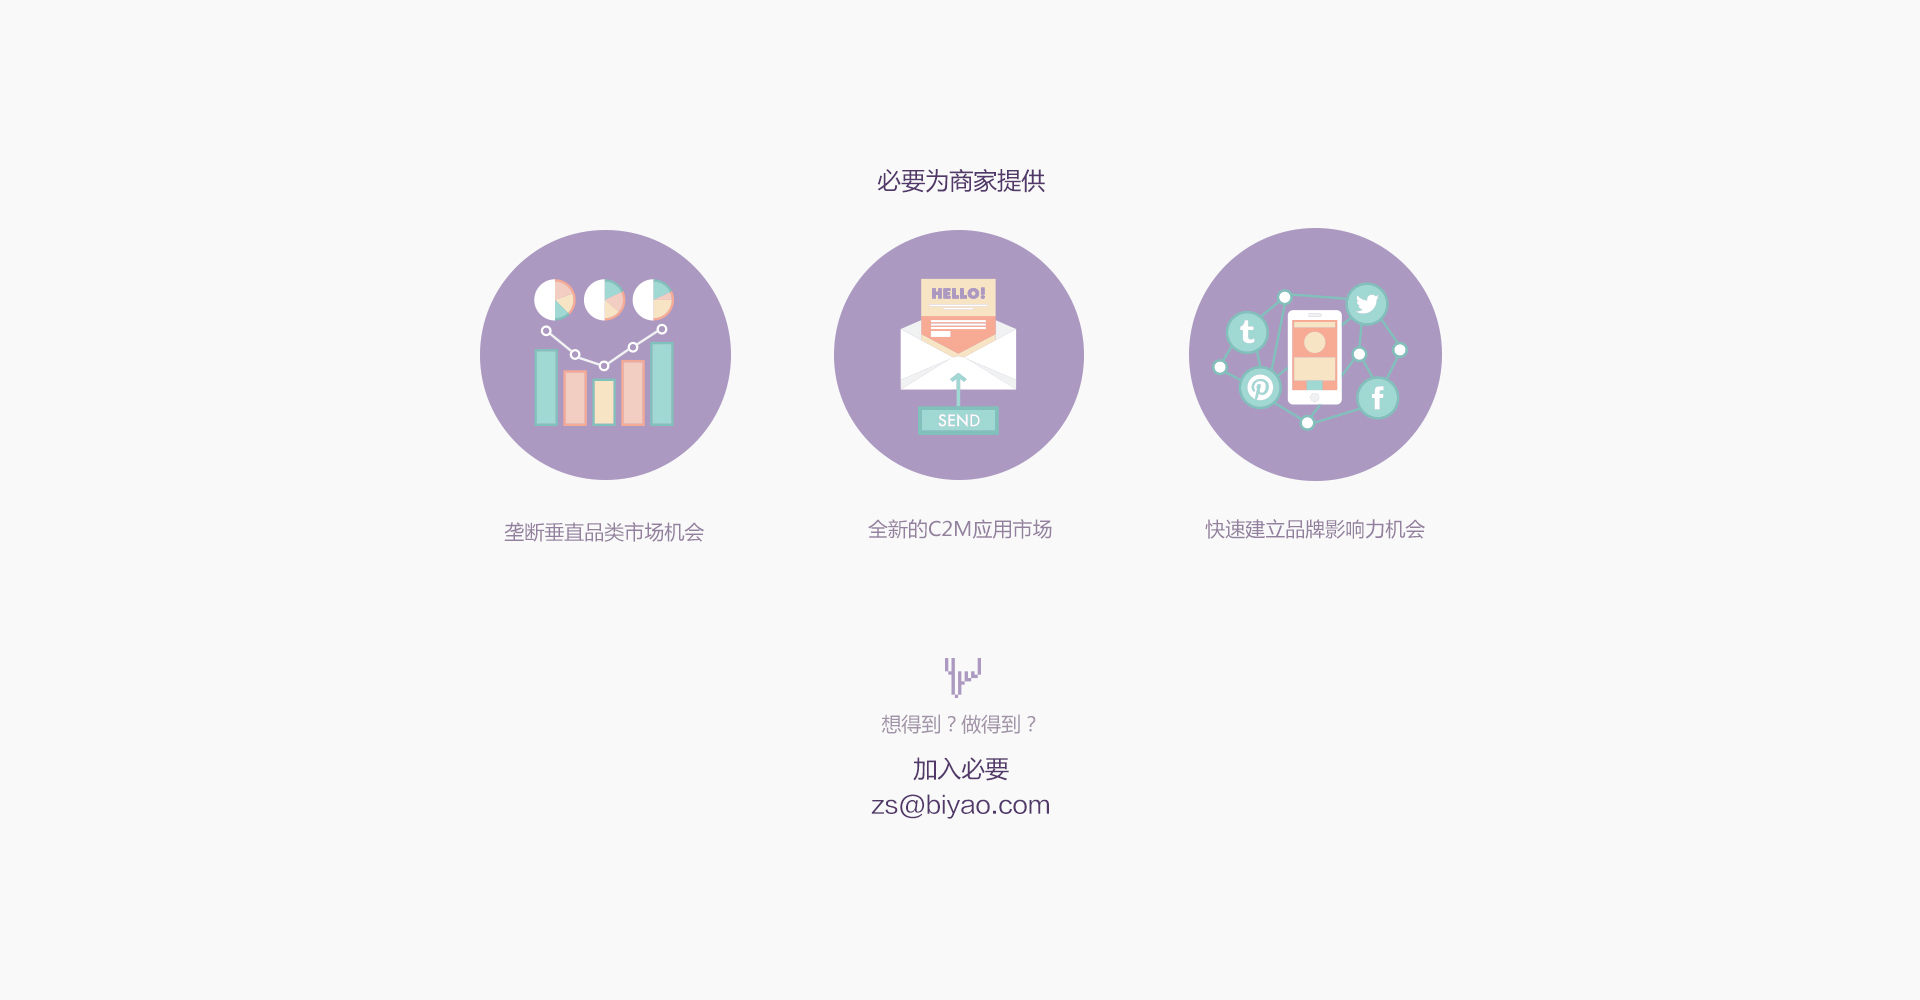 必要为商家提供
HELLO!
SEND
t
f
垄断垂直品类市场机会
全新的C2M应用市场
快速建立品牌影响力机会
想得到？做得到？
加入必要
zs@biyao.com